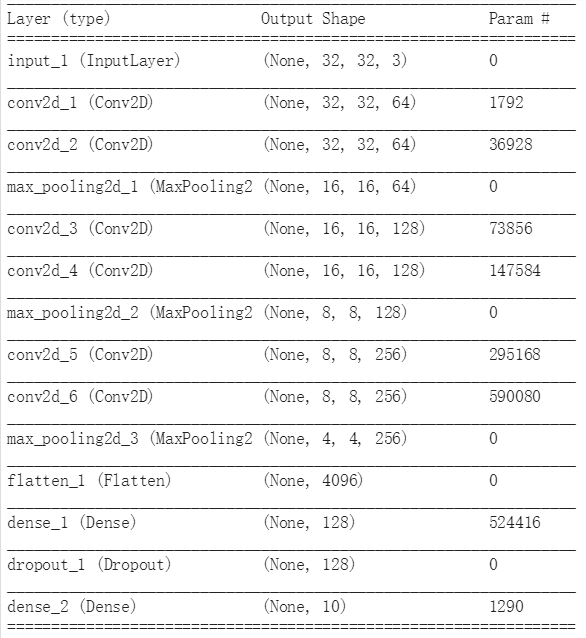 Layer (type) Output Shape Param #
input_1 (InputLayer) (None, 32, 32, 3) 0
conv2d_1 (Conv2D) (None, 32, 32, 64) 1792
conv2d_2 (Conv2D) (None, 32, 32, 64) 36928
max_pooling2d_1 (MaxPooling2 (None, 16, 16, 64) 0
conv2d_3 (Conv2D) (None, 16, 16, 128) 73856
conv2d_4 (Conv2D) (None, 16, 16, 128) 147584
max_pooling2d_2 (MaxPooling2 (None, 8, 8, 128) 0
conv2d_5 (Conv2D) (None, 8, 8, 256) 295168
conv2d_6 (Conv2D) (None, 8, 8, 256) 590080
max_pooling2d_3 (MaxPooling2 (None, 4, 4, 256) 0
flatten_1 (Flatten) (None, 4096) 0
dense_1 (Dense) (None, 128) 524416
dropout_1 (Dropout) (None, 128) 0
dense_2 (Dense) (None, 10) 1290